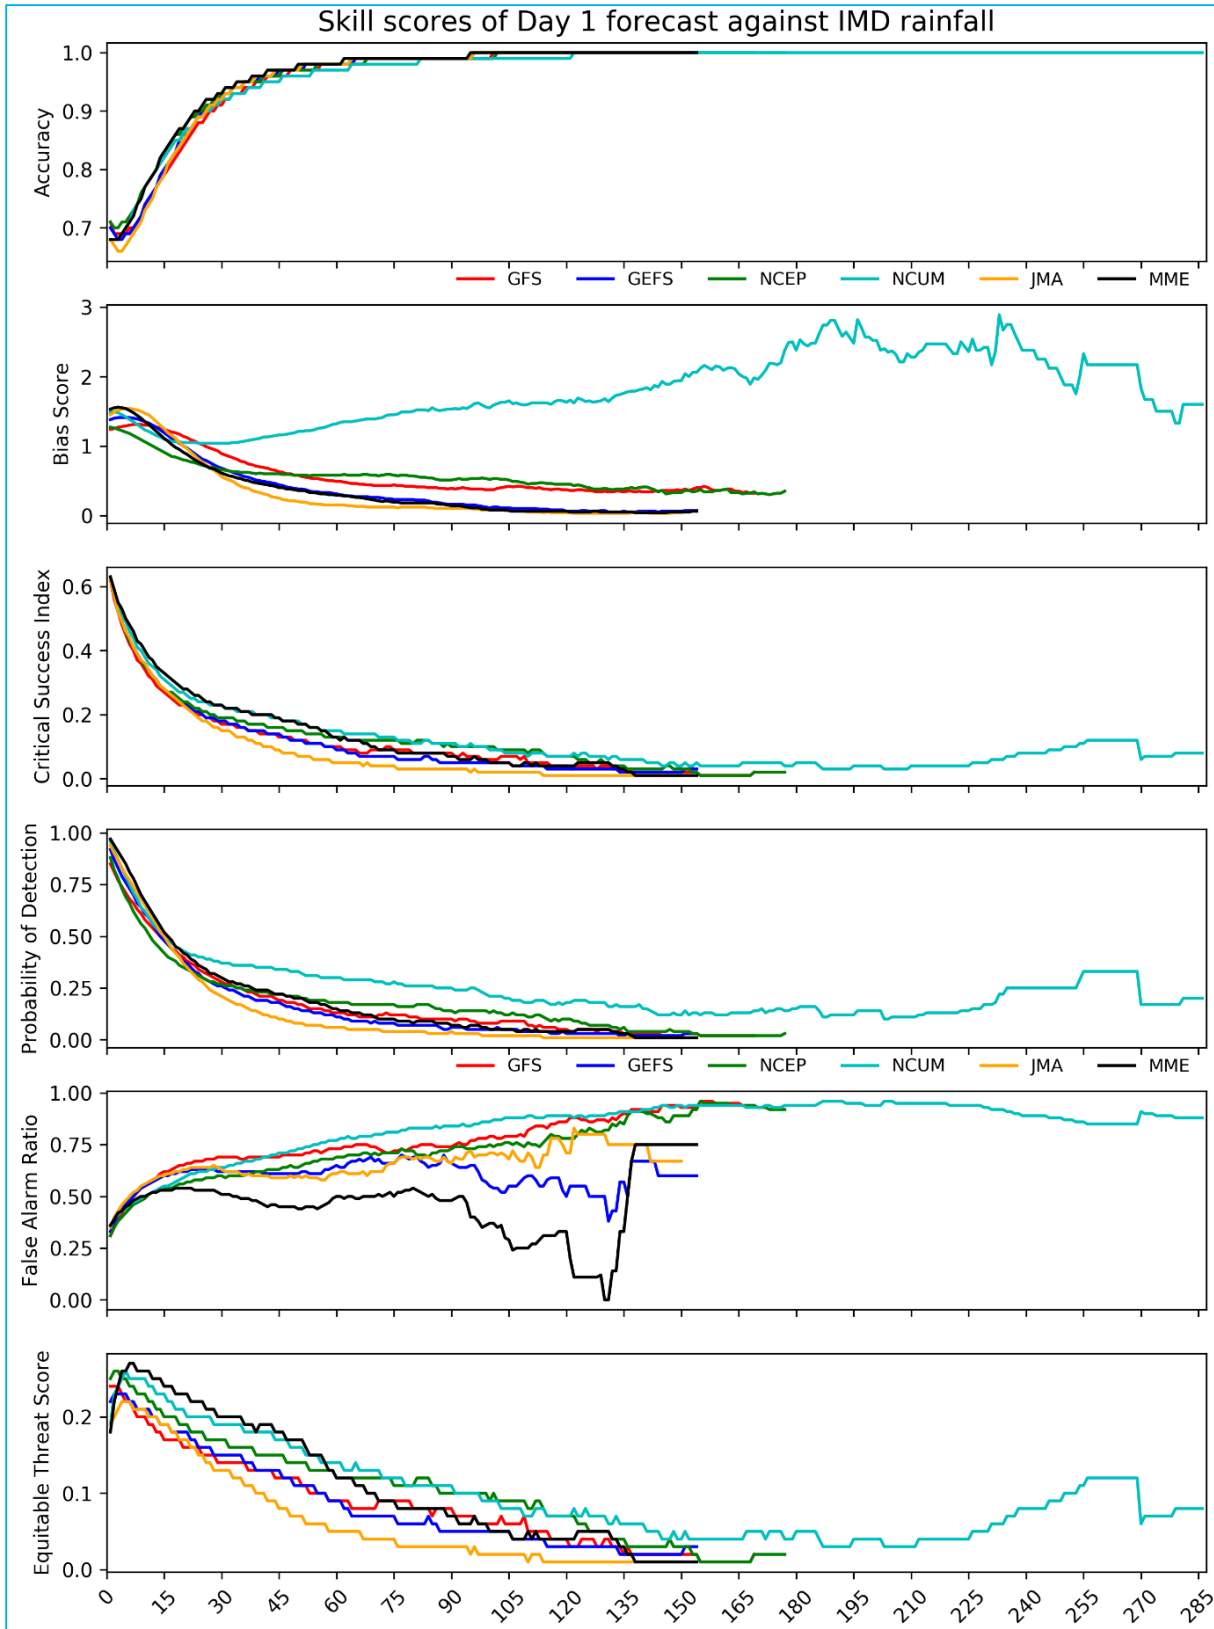 Skill scores of Day 1 forecast against IMD rainfall
Accuracy
1.0
0.9
0.8
0.7
GFS GEFS NCEP NCUM JMA MME
Bias Score
3
2
1
0
Critical Success Index
0.6
0.4
0.2
0.0
Probability of Detection
1.00
0.75
0.50
0.25
0.00
GFS GEFS NCEP NCUM JMA MME
False Alarm Ratio
1.00
0.75
0.50
0.25
0.00
Equitable Threat Score
0.2
0.1
0.0
0 15 30 45 60 75 90 105 120 135 150 165 180 195 210 225 240 255 270 285